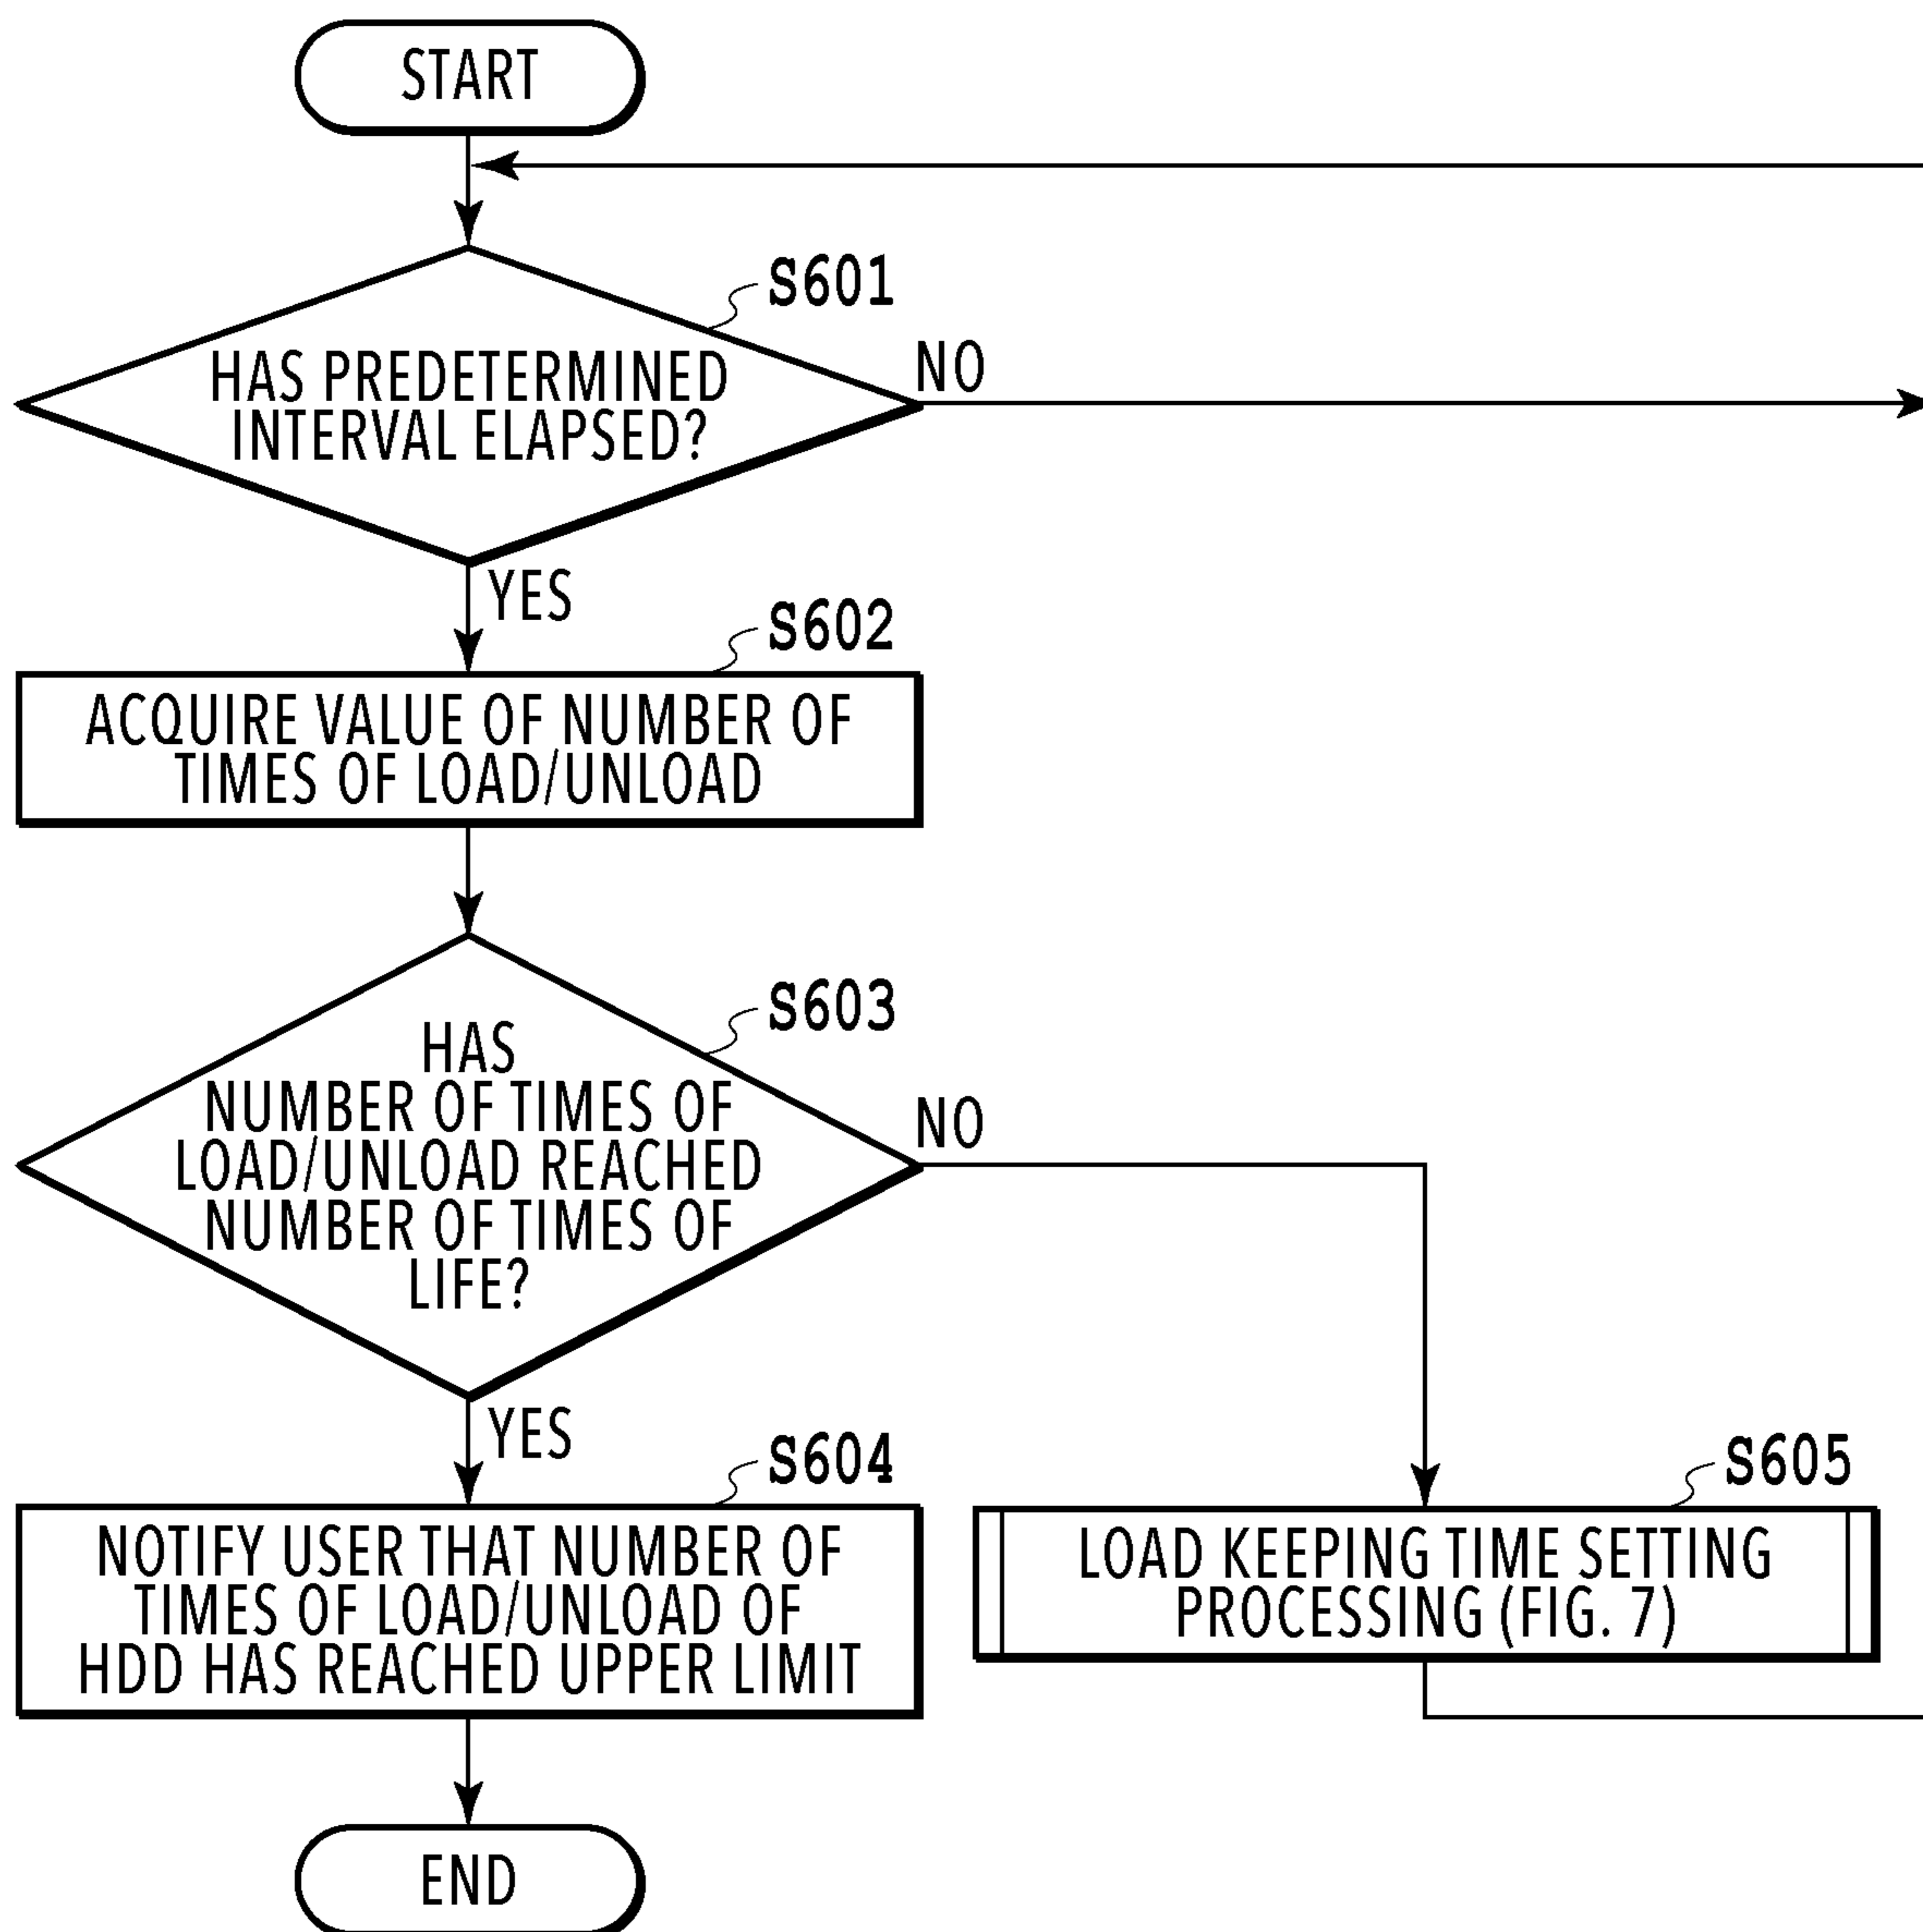 START
S601
HAS PREDETERMINED
INTERVAL ELAPSED?
NO
YES
S602
ACQUIRE VALUE OF NUMBER OF
TIMES OF LOAD/UNLOAD
S603
HAS
NUMBER OF TIMES OF
LOAD/UNLOAD REACHED
NUMBER OF TIMES OF
LIFE?
NO
YES
S604
NOTIFY USER THAT NUMBER OF
TIMES OF LOAD/UNLOAD OF
HDD HAS REACHED UPPER LIMIT
S605
LOAD KEEPING TIME SETTING
PROCESSING (FIG. 7)
END